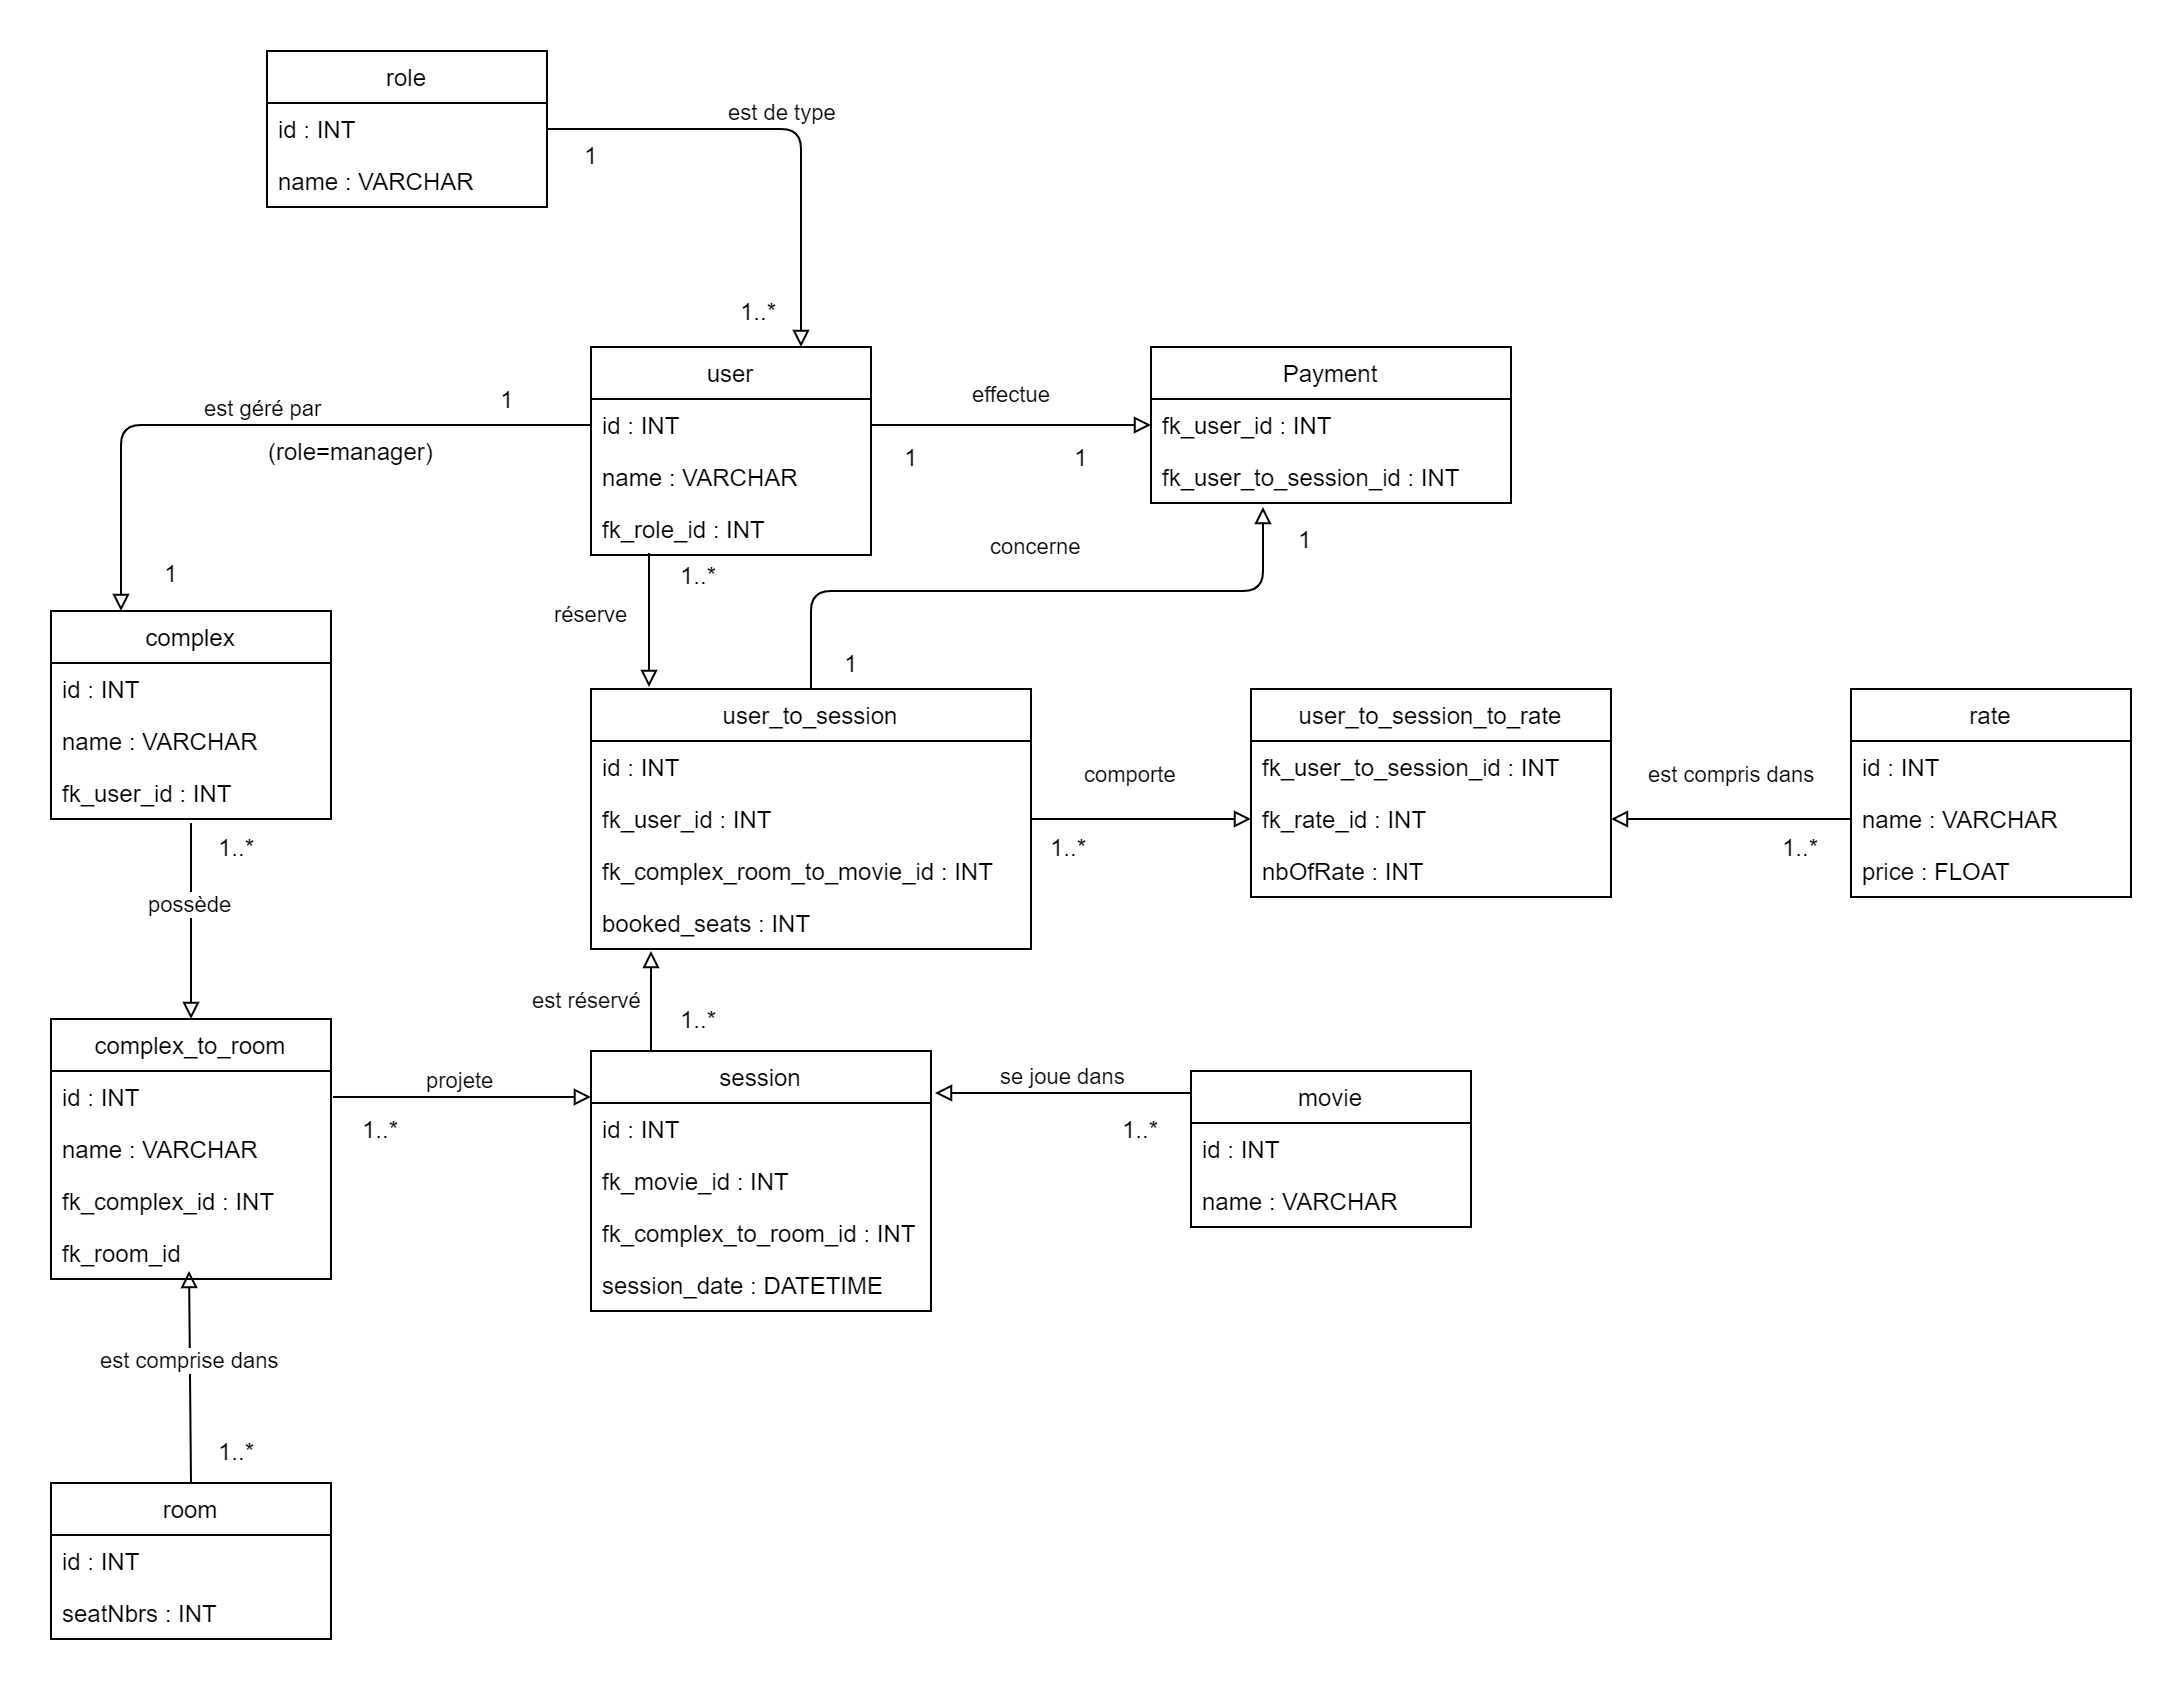 role
id : INT
name : VARCHAR
est de type
1
1..*
user
id : INT
name : VARCHAR
fk_role_id : INT
effectue
1
1
Payment
fk_user_id : INT
fk_user_to_session_id : INT
est géré par
1
(role=manager)
1
concerne
1
1
1..*
réserve
complex
id : INT
name : VARCHAR
fk_user_id : INT
user_to_session
id : INT
fk_user_id : INT
fk_complex_room_to_movie_id : INT
booked_seats : INT
comporte
1..*
user_to_session_to_rate
fk_user_to_session_id : INT
fk_rate_id : INT
nbOfRate : INT
est compris dans
1..*
rate
id : INT
name : VARCHAR
price : FLOAT
1..*
possède
est réservé
1..*
complex_to_room
id : INT
name : VARCHAR
fk_complex_id : INT
fk_room_id
projete
1..*
session
id : INT
fk_movie_id : INT
fk_complex_to_room_id : INT
session_date : DATETIME
se joue dans
1..*
movie
id : INT
name : VARCHAR
est comprise dans
1..*
room
id : INT
seatNbrs : INT